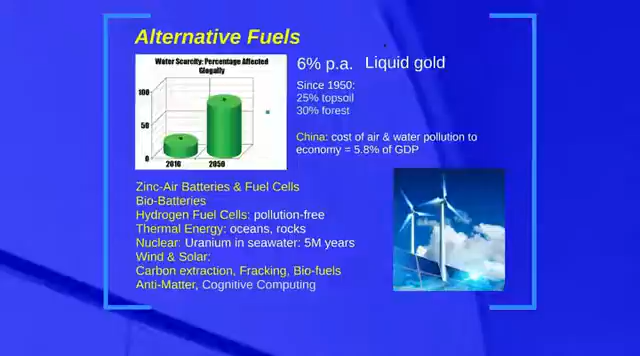 Alternative Fuels
Water Scarcity: Percentage Affected
Glogally
100
50
0
2010 2050
6% p.a. Liquid gold
Since 1950:
25% topsoil
30% forest
China: cost of air & water pollution to
economy = 5.8% of GDP
Zinc-Air Batteries & Fuel Cells
Bio-Batteries
Hydrogen Fuel Cells: pollution-free
Thermal Energy: oceans, rocks
Nuclear: Uranium in seawater: 5M years
Wind & Solar:
Carbon extraction, Fracking, Bio-fuels
Anti-Matter, Cognitive Computing